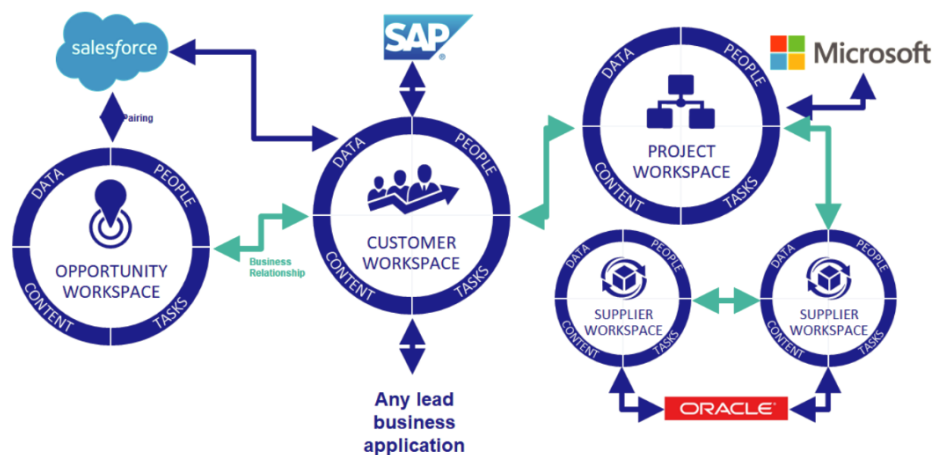 salesforce
SAP
®
Microsoft
Pairing
DATA
PEOPLE
CONTENT
TASKS
OPPORTUNITY
WORKSPACE
Business
Relationship
DATA
PEOPLE
CONTENT
TASKS
CUSTOMER
WORKSPACE
DATA
PEOPLE
CONTENT
TASKS
PROJECT
WORKSPACE
DATA
PEOPLE
CONTENT
TASKS
SUPPLIER
WORKSPACE
DATA
PEOPLE
CONTENT
TASKS
SUPPLIER
WORKSPACE
Any lead
business
application
ORACLE®